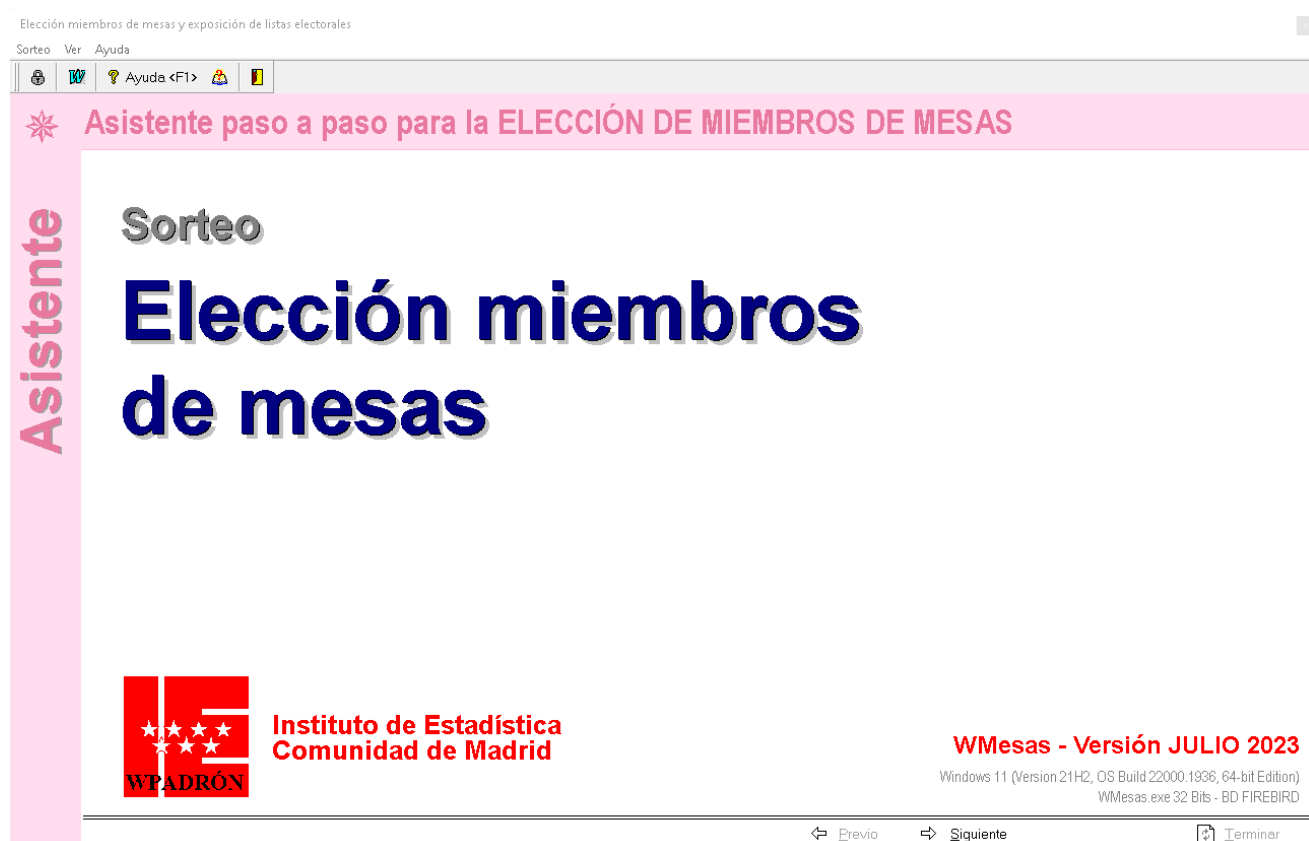 Elección miembros de mesas y exposición de listas electorales
Sorteo Ver Ayuda
W ? Ayuda <F1>
Asistente paso a paso para la ELECCIÓN DE MIEMBROS DE MESAS
Asistente
Sorteo
Elección miembros
de mesas
WPADRÓN
Instituto de Estadística
Comunidad de Madrid
WMesas - Versión JULIO 2023
Windows 11 (Version 21H2, OS Build 22000.1936, 64-bit Edition)
WMesas.exe 32 Bits - BD FIREBIRD
Previo Siguiente Terminar